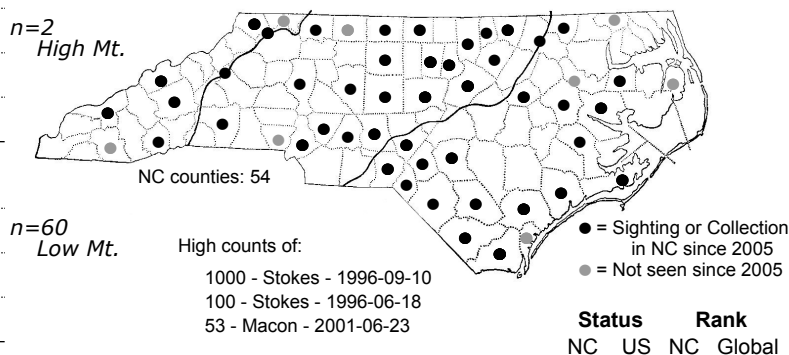 n=2
High Mt.
NC counties: 54
n=60
Low Mt.
High counts of:
1000 - Stokes - 1996-09-10
100 - Stokes - 1996-06-18
53 - Macon - 2001-06-23
● = Sighting or Collection
in NC since 2005
● = Not seen since 2005
Status Rank
NC US NC Global